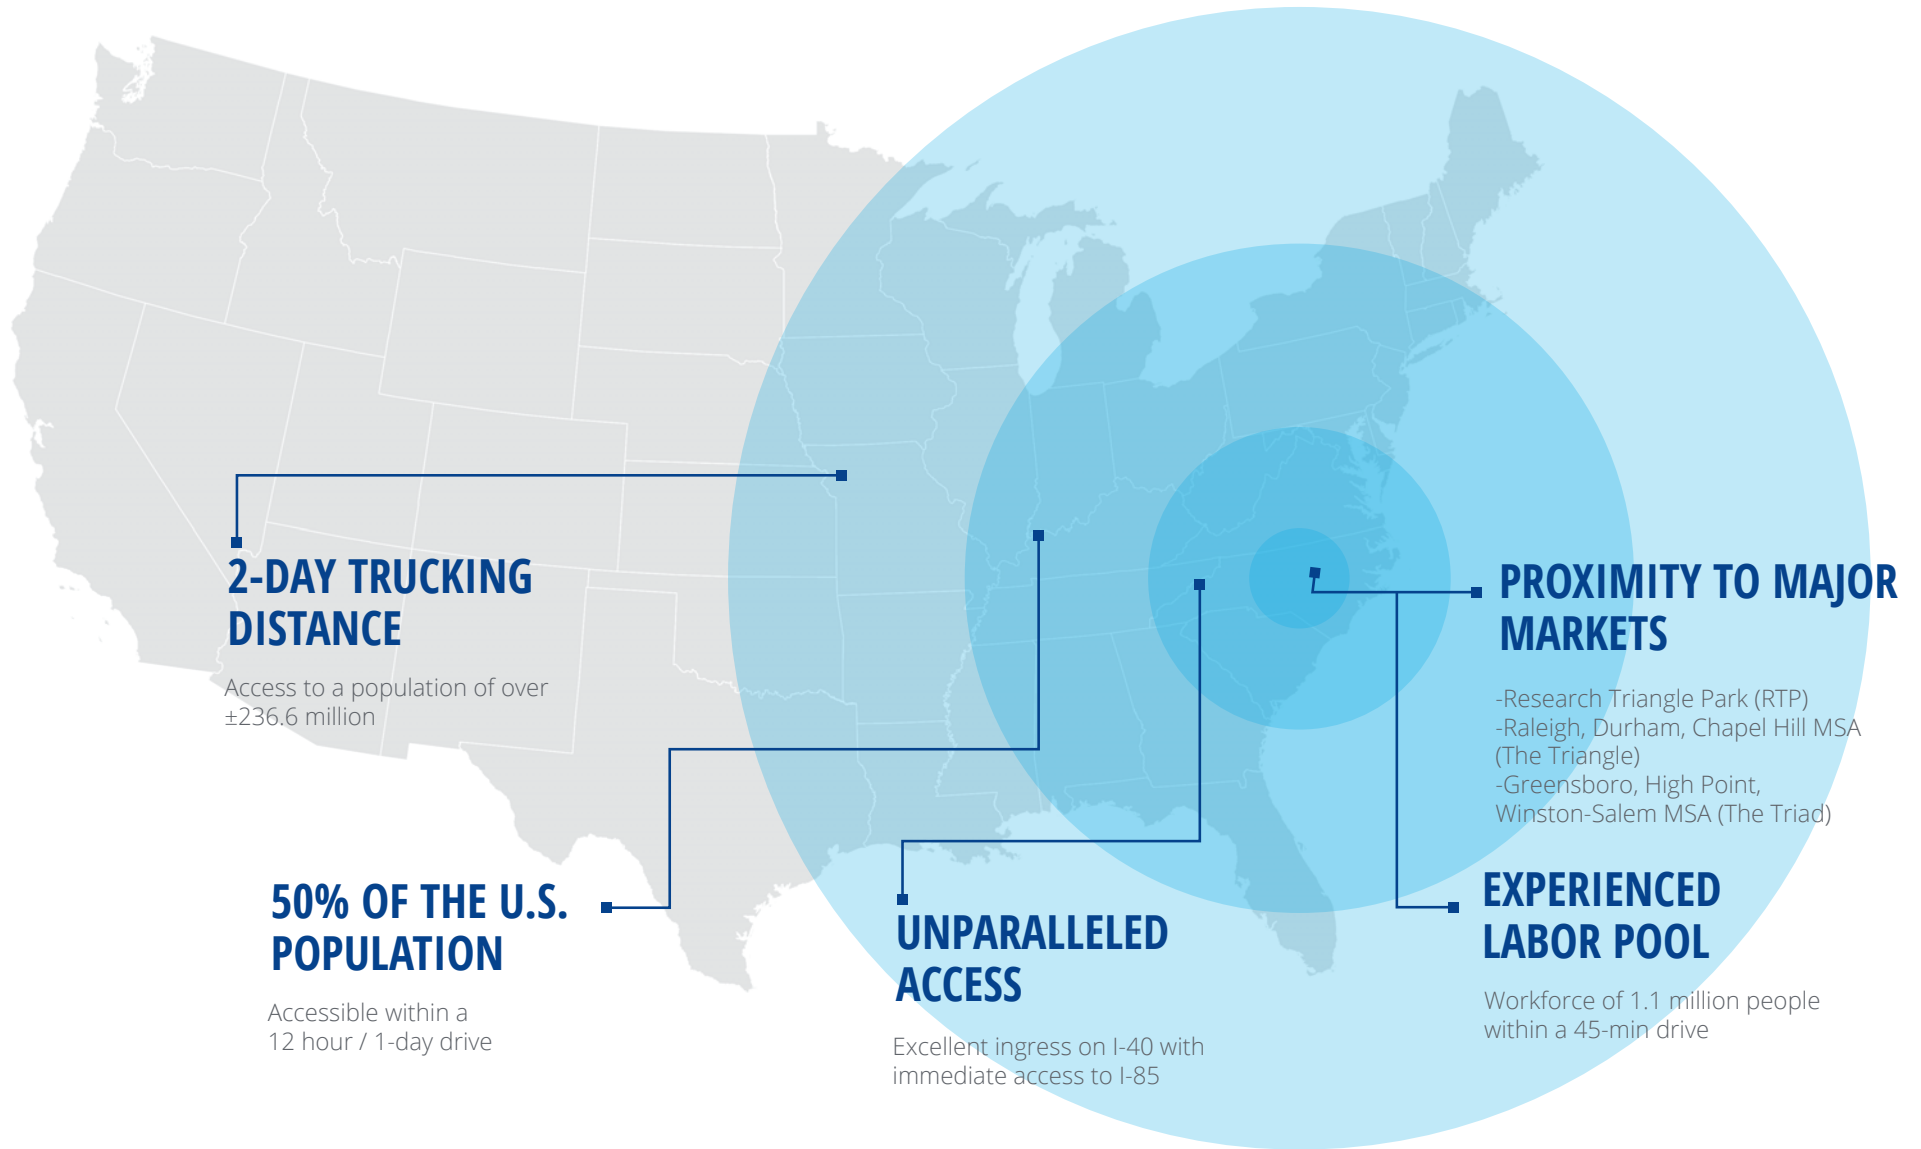 2-DAY TRUCKING
DISTANCE
Access to a population of over
±236.6 million
50% OF THE U.S.
POPULATION
Accessible within a
12 hour / 1-day drive
UNPARALLELED
ACCESS
Excellent ingress on I-40 with
immediate access to I-85
PROXIMITY TO MAJOR
MARKETS
-Research Triangle Park (RTP)
-Raleigh, Durham, Chapel Hill MSA
(The Triangle)
-Greensboro, High Point,
Winston-Salem MSA (The Triad)
EXPERIENCED
LABOR POOL
Workforce of 1.1 million people
within a 45-min drive